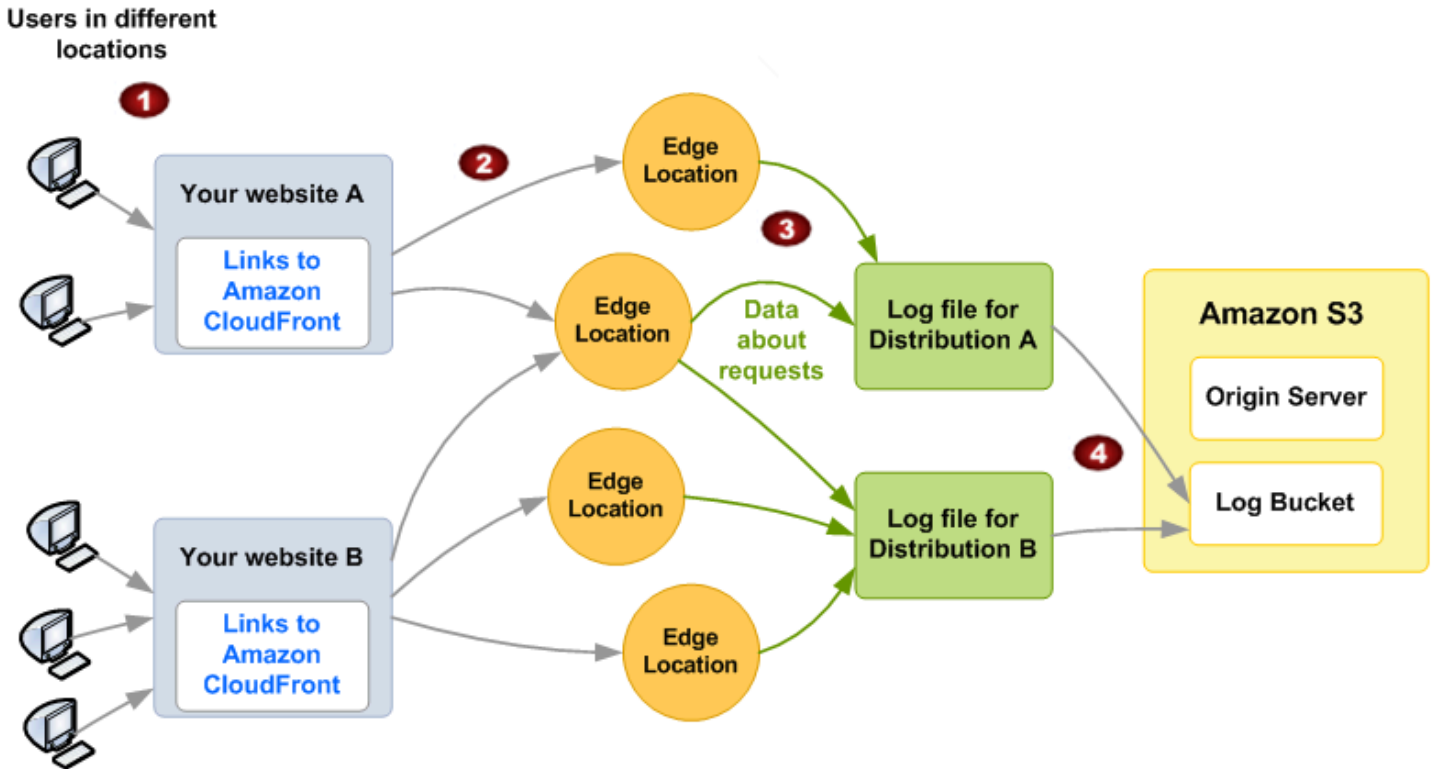 Users in different
locations
1
Your website A
Links to
Amazon
CloudFront
2
Edge
Location
3
Edge
Location
Data
about
requests
Log file for
Distribution A
Amazon S3
Origin Server
Log Bucket
4
Your website B
Links to
Amazon
CloudFront
Edge
Location
Edge
Location
Log file for
Distribution B